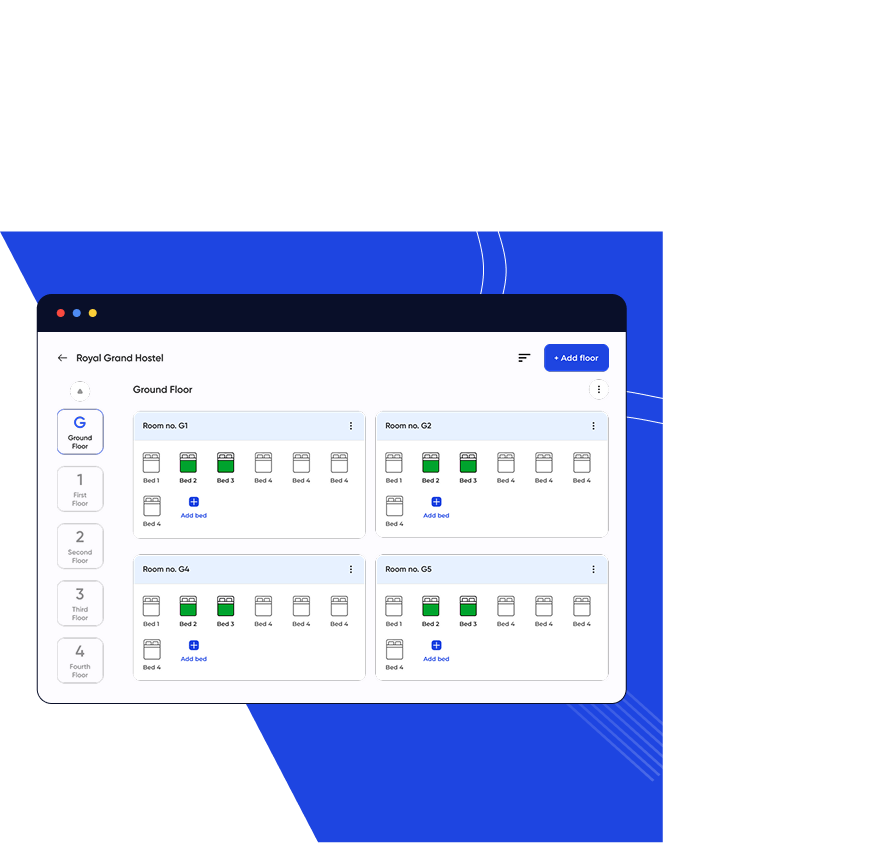 Royal Grand Hostel
+ Add floor
Ground Floor
G
Ground
Floor
1
First
Floor
2
Second
Floor
3
Third
Floor
4
Fourth
Floor
Room no. G1
Bed 1 Bed 2 Bed 3 Bed 4 Bed 4 Bed 4
Bed 4 Add bed
Room no. G2
Bed 1 Bed 2 Bed 3 Bed 4 Bed 4 Bed 4
Bed 4 Add bed
Room no. G4
Bed 1 Bed 2 Bed 3 Bed 4 Bed 4 Bed 4
Bed 4 Add bed
Room no. G5
Bed 1 Bed 2 Bed 3 Bed 4 Bed 4 Bed 4
Bed 4 Add bed